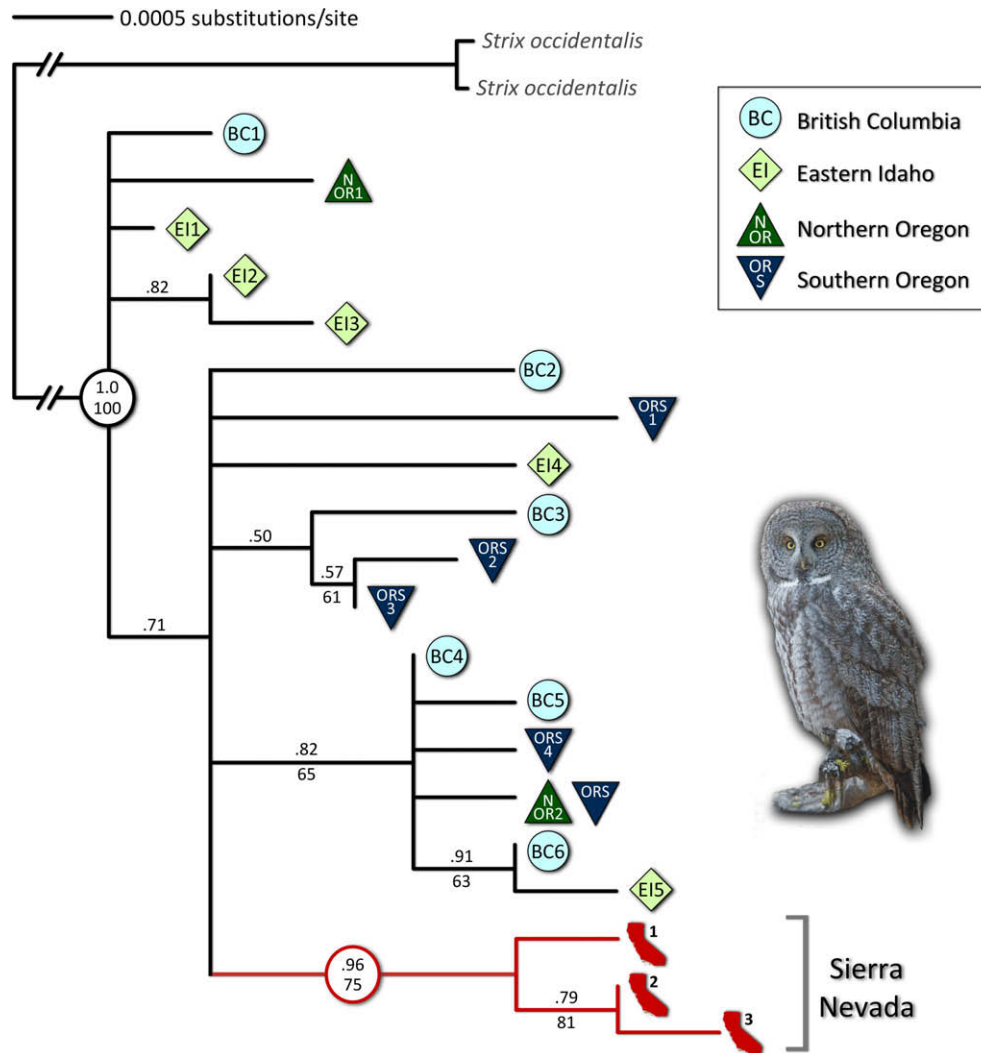 0.0005 substitutions/site
Strix occidentalis
Strix occidentalis
BC1
N
OR1
EI1
.82
EI2
EI3
1.0
100
.71
BC2
ORS
1
EI4
.50
BC3
.57
61
ORS
2
ORS
3
.82
65
BC4
BC5
ORS
4
N
OR2
ORS
.91
63
BC6
EI5
.96
75
1
.79
81
2
3
Sierra
Nevada
BC British Columbia
EI Eastern Idaho
N
OR
Northern Oregon
OR
S
Southern Oregon